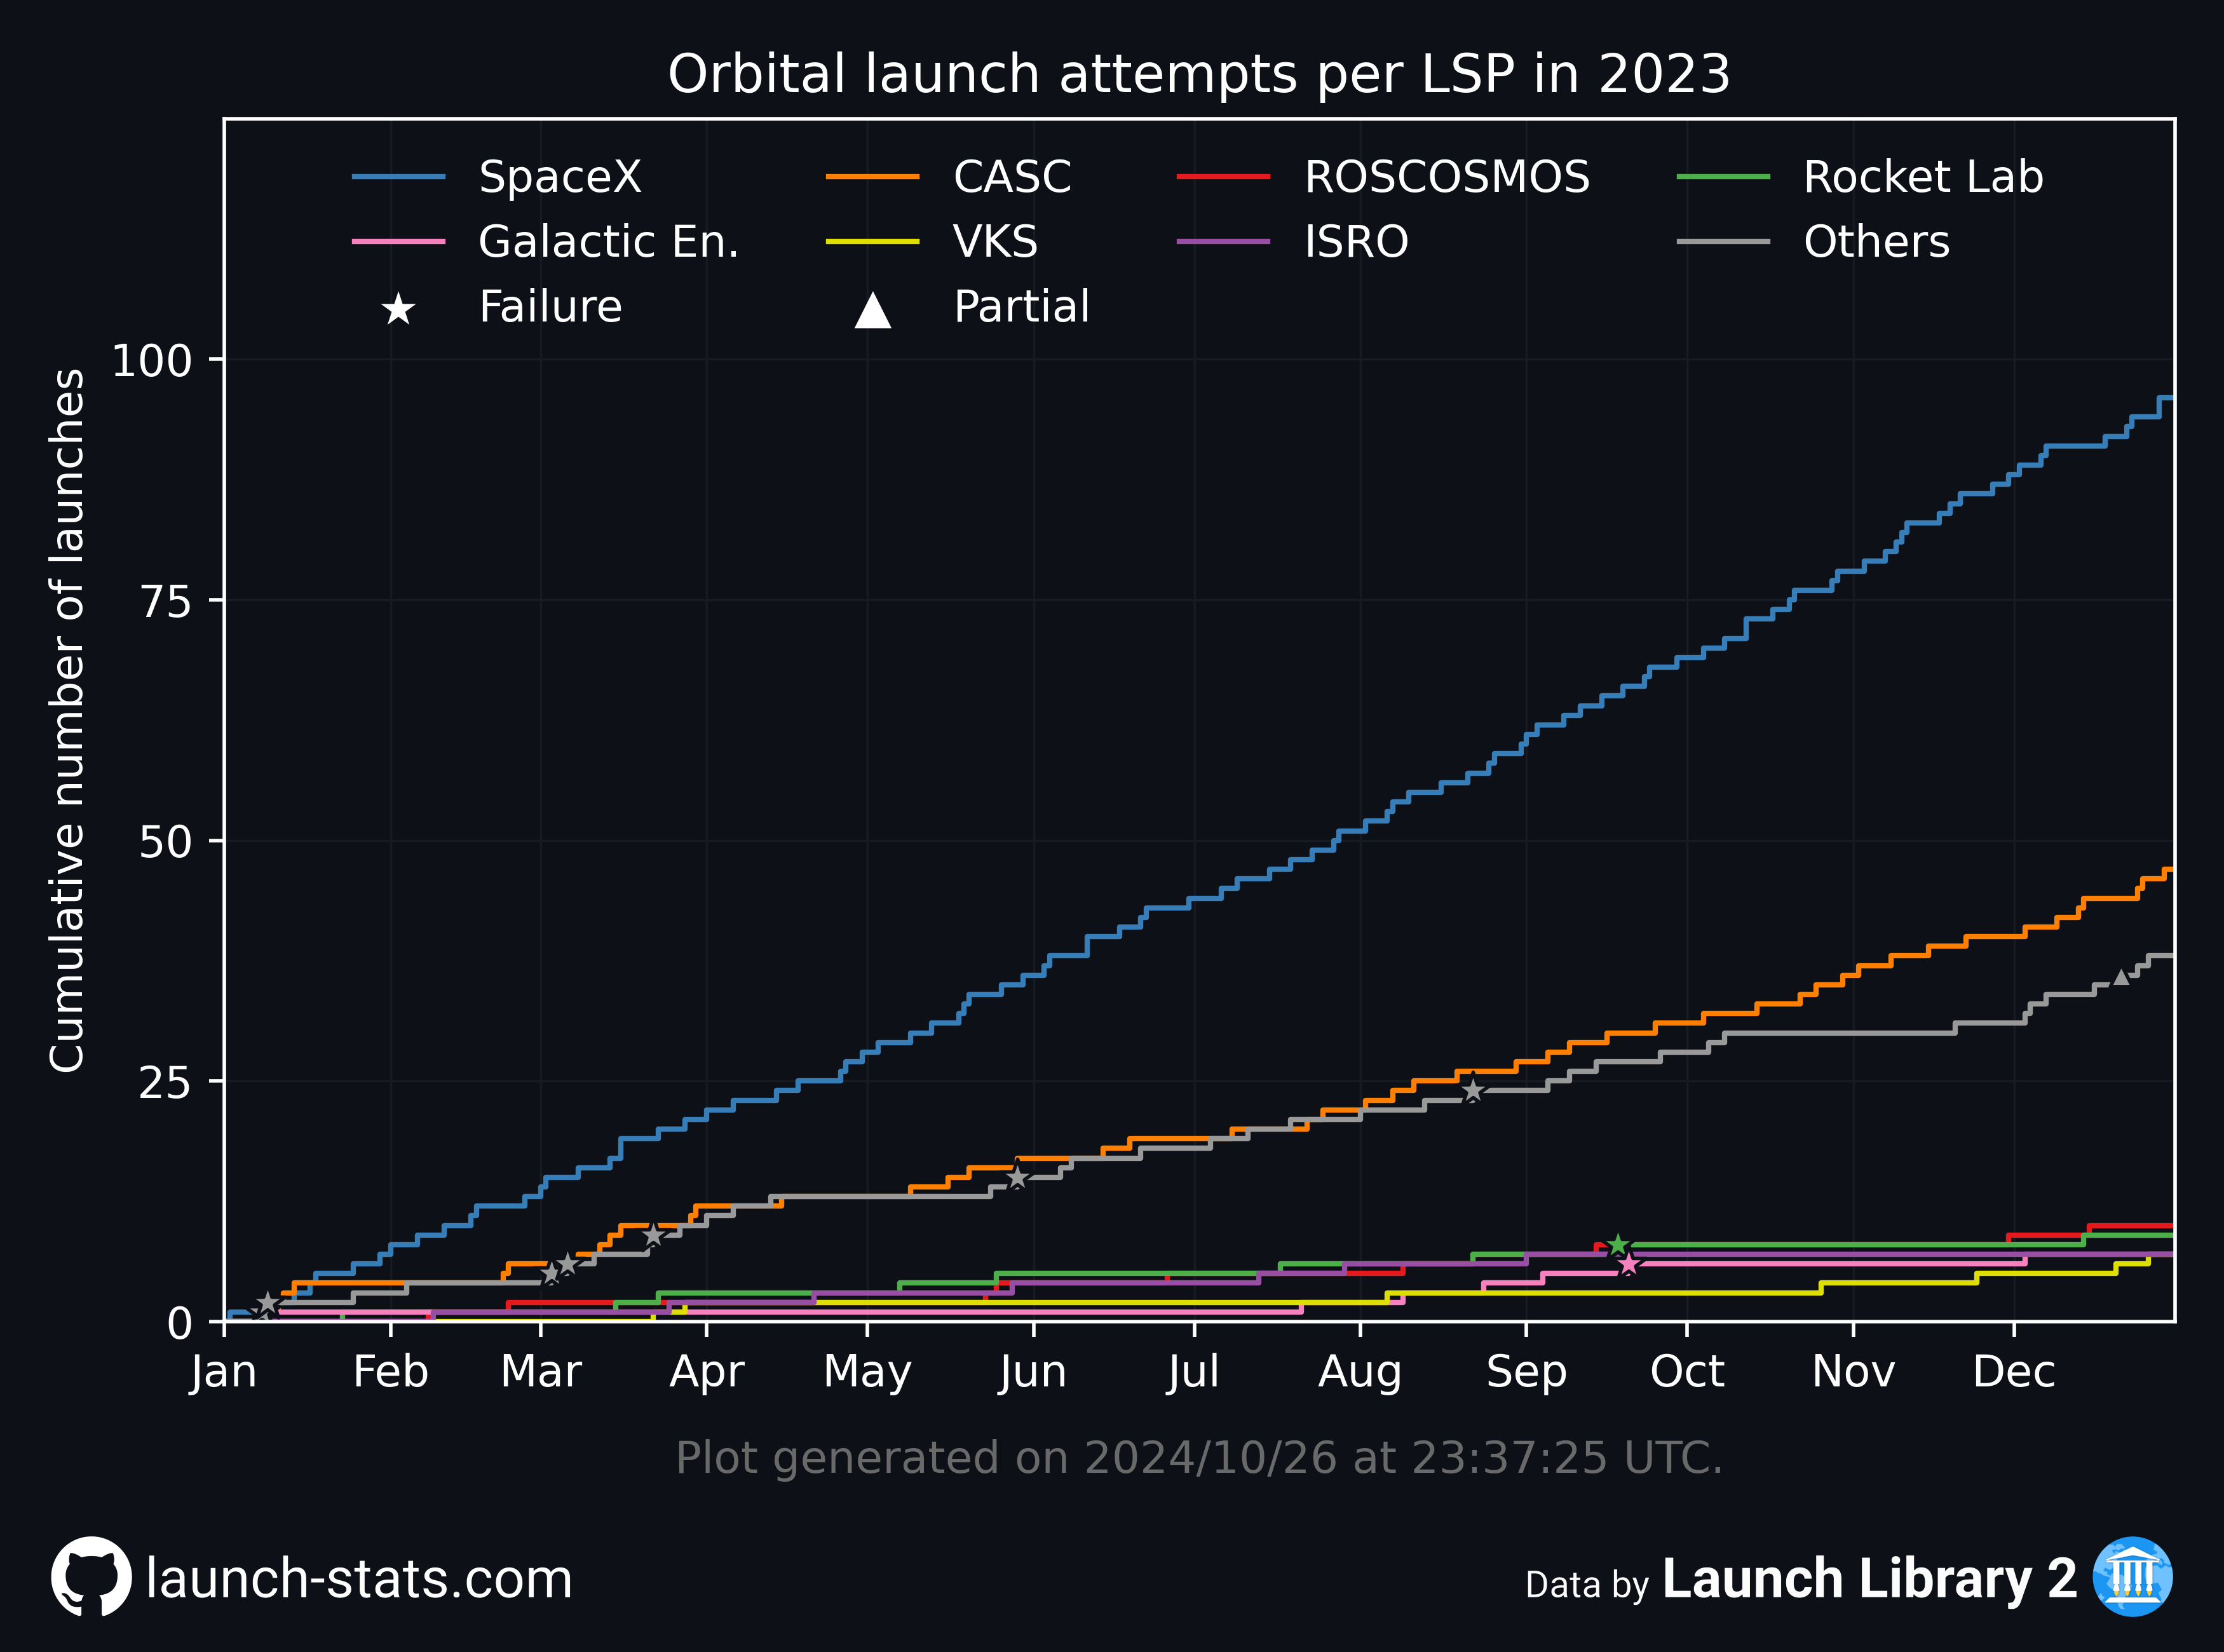 Orbital launch attempts per LSP in 2023
SpaceX CASC ROSCOSMOS Rocket Lab
Galactic En. VKS ISRO Others
Failure Partial
Cumulative number of launches
100
75
50
25
0
Jan Feb Mar Apr May Jun Jul Aug Sep Oct Nov Dec
Plot generated on 2024/10/26 at 23:37:25 UTC.
launch-stats.com
Data by Launch Library 2